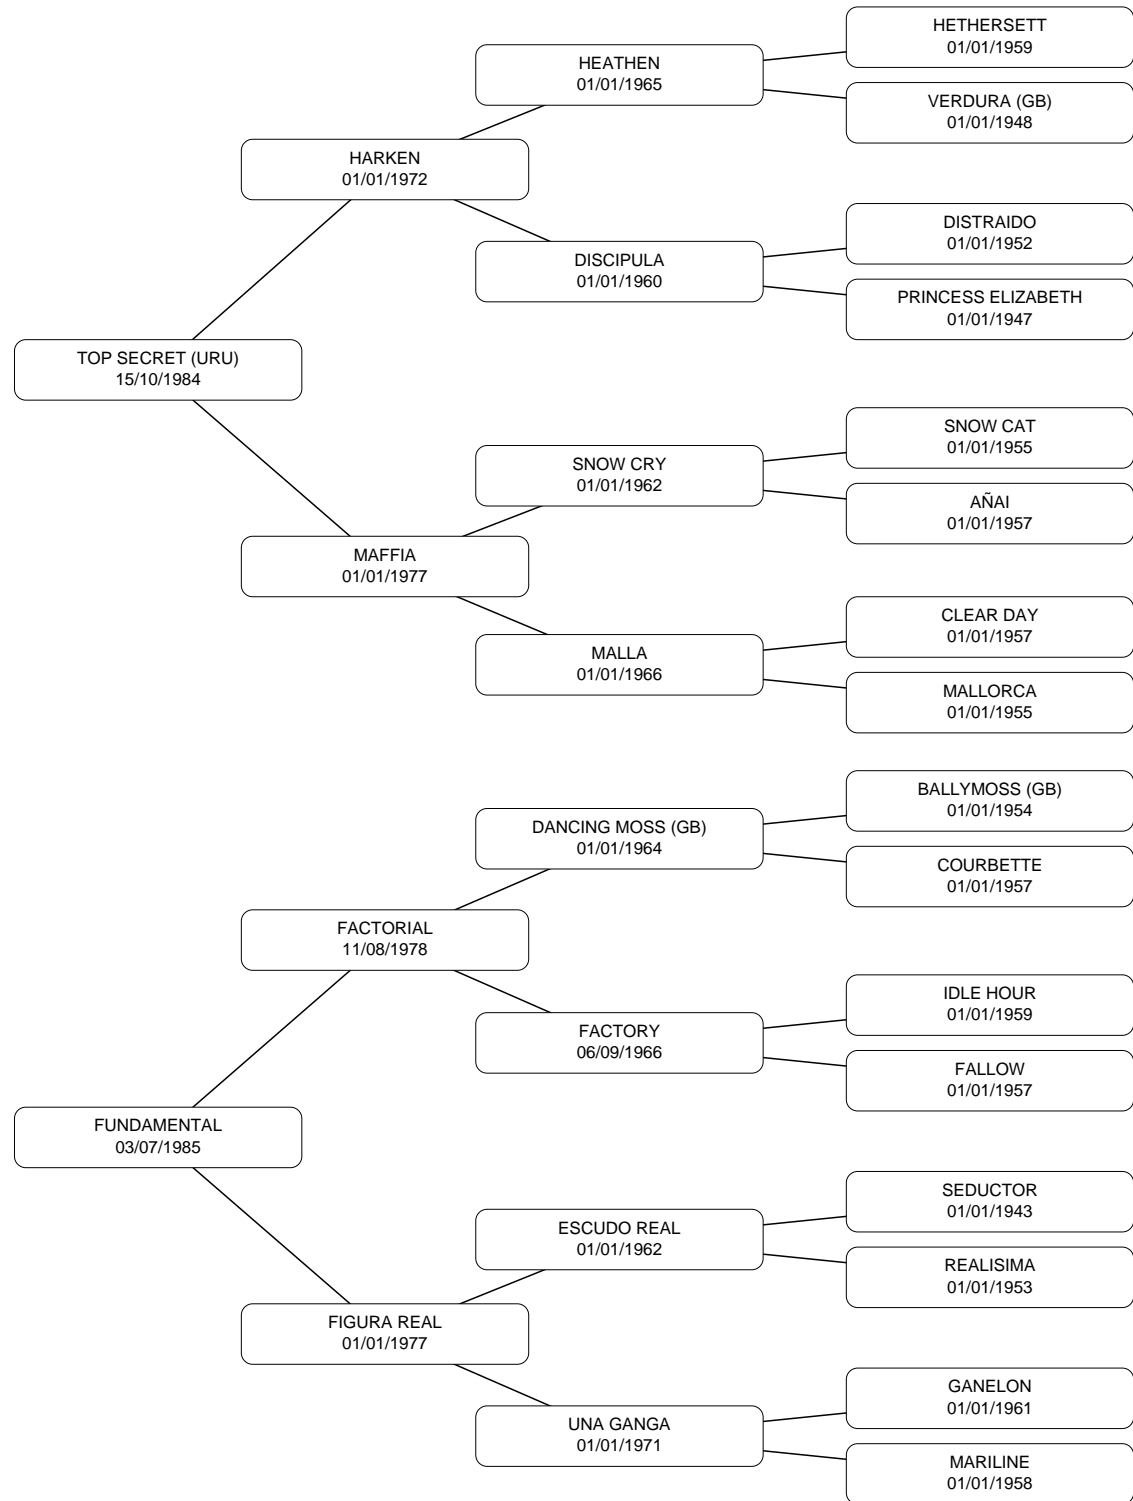 HETHERSETT
01/01/1959
HEATHEN
01/01/1965
VERDURA (GB)
01/01/1948
HARKEN
01/01/1972
DISTRAIDO
01/01/1952
DISCIPULA
01/01/1960
PRINCESS ELIZABETH
01/01/1947
TOP SECRET (URU)
15/10/1984
SNOW CAT
01/01/1955
SNOW CRY
01/01/1962
AÑAI
01/01/1957
MAFFIA
01/01/1977
CLEAR DAY
01/01/1957
MALLA
01/01/1966
MALLORCA
01/01/1955
BALLYMOSS (GB)
01/01/1954
DANCING MOSS (GB)
01/01/1964
COURBETTE
01/01/1957
FACTORIAL
11/08/1978
IDLE HOUR
01/01/1959
FACTORY
06/09/1966
FALLOW
01/01/1957
FUNDAMENTAL
03/07/1985
SEDUCTOR
01/01/1943
ESCUDO REAL
01/01/1962
REALISIMA
01/01/1953
FIGURA REAL
01/01/1977
GANELON
01/01/1961
UNA GANGA
01/01/1971
MARILINE
01/01/1958